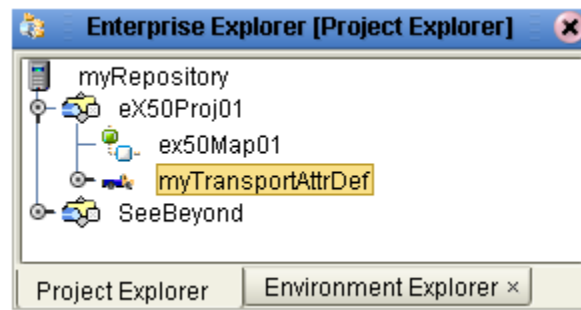 Enterprise Explorer [Project Explorer]
myRepository
eX50Proj01
ex50Map01
myTransportAttrDef
SeeBeyond
Project Explorer Environment Explorer ×